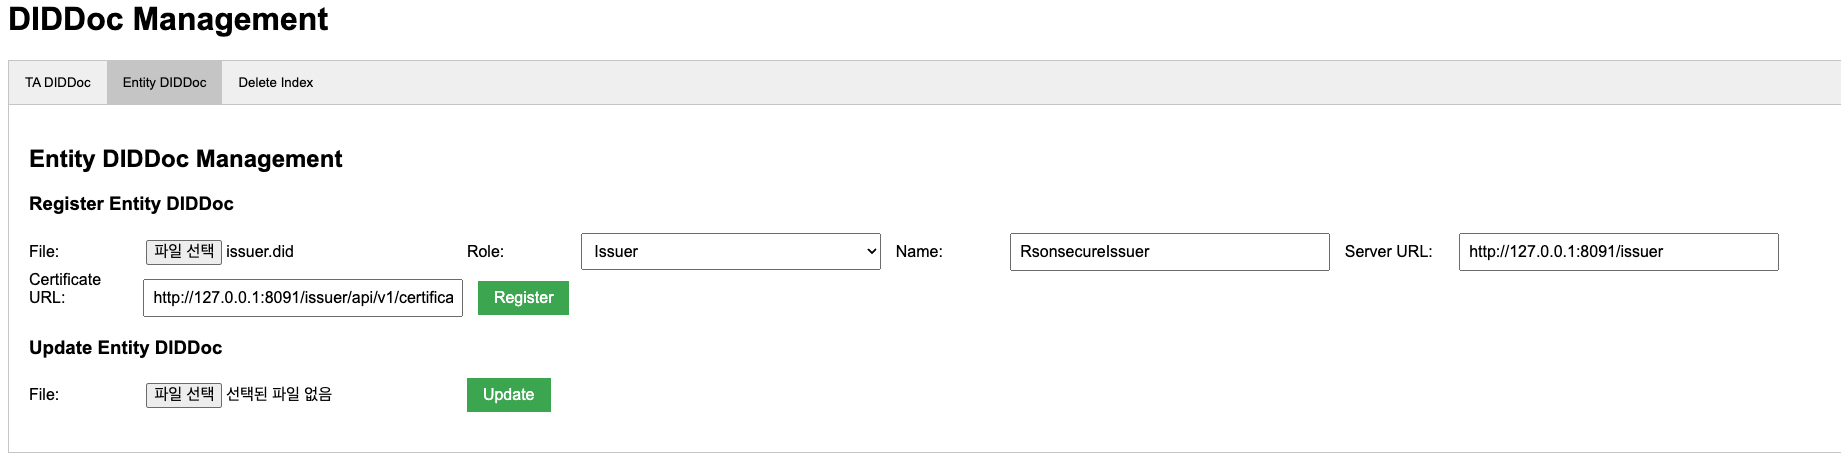 DIDDoc Management
TA DIDDoc Entity DIDDoc Delete Index
Entity DIDDoc Management
Register Entity DIDDoc
File: 파일 선택 issuer.did Role: Issuer Name: RsonsecureIssuer Server URL: http://127.0.0.1:8091/issuer
Certificate
URL: http://127.0.0.1:8091/issuer/api/v1/certifica Register
Update Entity DIDDoc
File: 파일 선택 선택된 파일 없음 Update